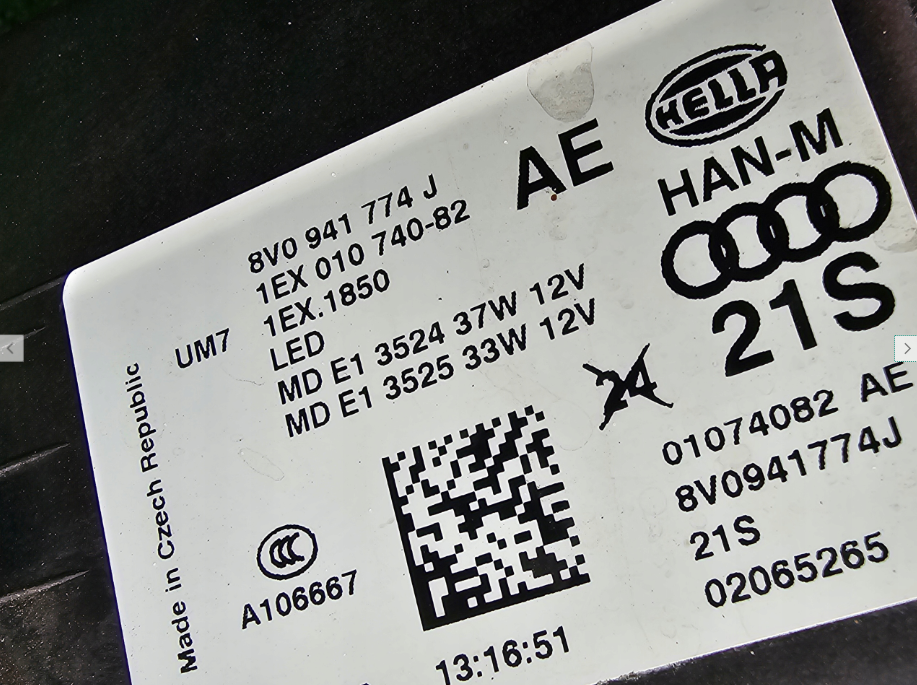 HELLA
AE
HAN-M
8V0 941 774 J
1EX 010 740-82
1EX.1850
UM7
LED
MD E1 3524 37W 12V
MD E1 3525 33W 12V
21S
24
01074082 AE
8V0941774J
21S
02065265
Made in Czech Republic
CCC
A106667
13:16:51